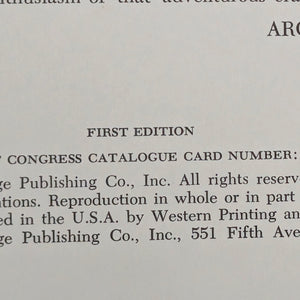 of that adventurous
ARC
FIRST EDITION
CONGRESS CATALOGUE CARD NUMBER:
ge Publishing Co., Inc. All rights reserve
ations. Reproduction in whole or in part
ed in the U.S.A. by Western Printing an
ge Publishing Co., Inc., 551 Fifth Ave